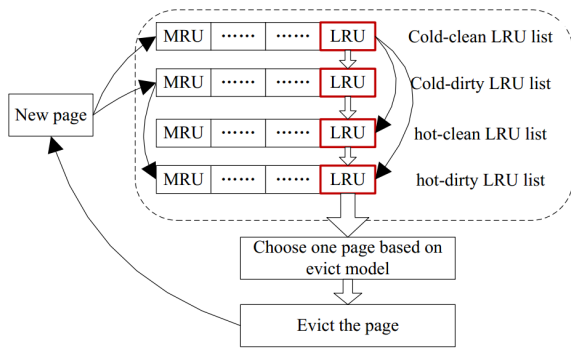 MRU ...... ...... LRU Cold-clean LRU list
MRU ...... ...... LRU Cold-dirty LRU list
New page
MRU ...... ...... LRU hot-clean LRU list
MRU ...... ...... LRU hot-dirty LRU list
Choose one page based on
evict model
Evict the page